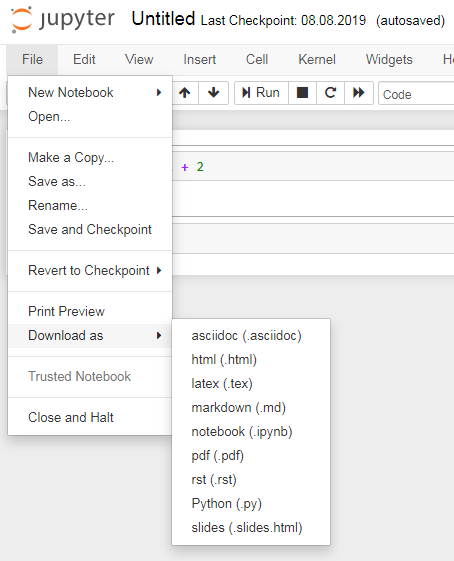 jupyter Untitled Last Checkpoint: 08.08.2019 (autosaved)
File Edit View Insert Cell Kernel Widgets
Run Code
+ 2
New Notebook
Open...
Make a Copy...
Save as...
Rename...
Save and Checkpoint
Revert to Checkpoint
Print Preview
Download as
Trusted Notebook
Close and Halt
asciidoc (.asciidoc)
html (.html)
latex (.tex)
markdown (.md)
notebook (.ipynb)
pdf (.pdf)
rst (.rst)
Python (.py)
slides (.slides.html)